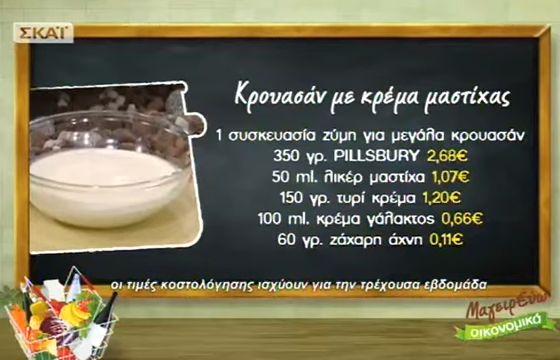 ΣΚΑΪ
Κρουασάν με κρέμα μαστίχας
1 συσκευασία ζύμη για μεγάλα κρουασάν
350 γρ. PILLSBURY 2,68€
50 ml. λικέρ μαστίχα 1,07€
150 γρ. τυρί κρέμα 1,20€
100 ml. κρέμα γάλακτος 0,66€
60 γρ. ζάχαρη άχνη 0,11€
οι τιμές κοστολόγησης ισχύουν για την τρέχουσα εβδομάδα
ΜαγειρΕύω
οικονομικά